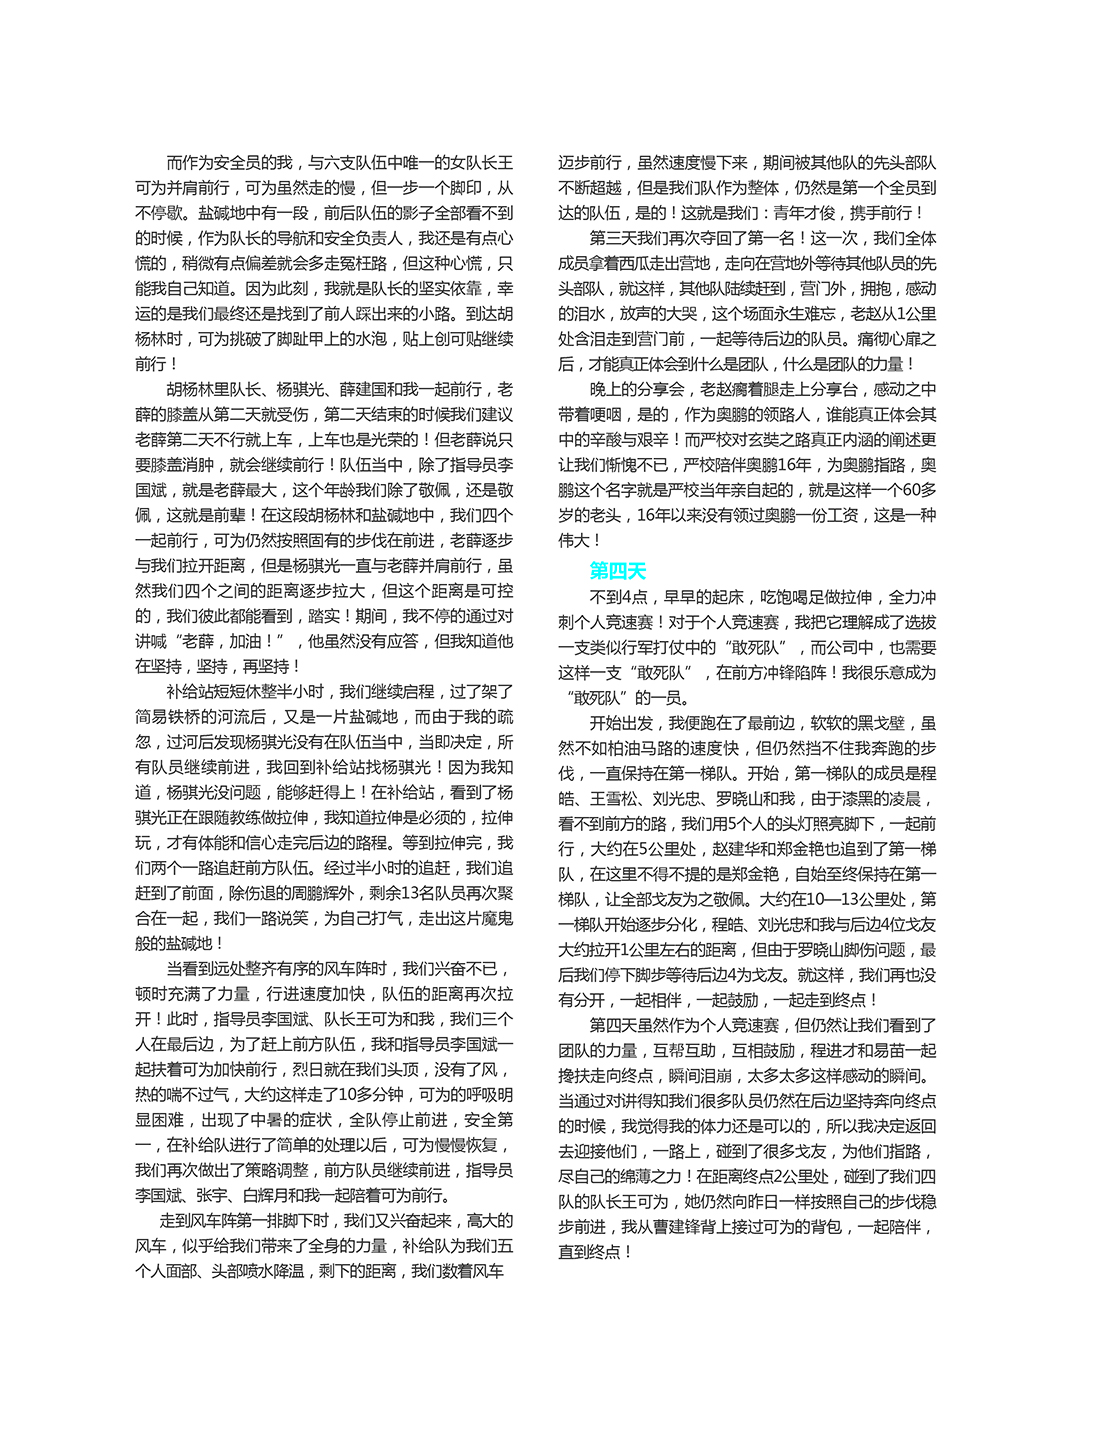 而作为安全员的我，与六支队伍中唯一的女队长王
可为并肩前行，可为虽然走的慢，但一步一个脚印，从
不停歇。盐碱地中有一段，前后队伍的影子全部看不到
的时候，作为队长的导航和安全负责人，我还是有点心
慌的，稍微有点偏差就会多走冤枉路，但这种心慌，只
能我自己知道。因为此刻，我就是队长的坚实依靠，幸
运的是我们最终还是找到了前人踩出来的小路。到达胡
杨林时，可为挑破了脚趾甲上的水泡，贴上创可贴继续
前行！
胡杨林里队长、杨骐光、薛建国和我一起前行，老
薛的膝盖从第二天就受伤，第二天结束的时候我们建议
老薛第二天不行就上车，上车也是光荣的！但老薛说只
要膝盖消肿，就会继续前行！队伍当中，除了指导员李
国斌，就是老薛最大，这个年龄我们除了敬佩，还是敬
佩，这就是前辈！在这段胡杨林和盐碱地中，我们四个
一起前行，可为仍然按照固有的步伐在前进，老薛逐步
与我们拉开距离，但是杨骐光一直与老薛并肩前行，虽
然我们四个之间的距离逐步拉大，但这个距离是可控
的，我们彼此都能看到，踏实！期间，我不停的通过对
讲喊“老薛，加油！”，他虽然没有应答，但我知道他
在坚持，坚持，再坚持！
补给站短短休整半小时，我们继续启程，过了架了
简易铁桥的河流后，又是一片盐碱地，而由于我的疏
忽，过河后发现杨骐光没有在队伍当中，当即决定，所
有队员继续前进，我回到补给站找杨骐光！因为我知
道，杨骐光没问题，能够赶得上！在补给站，看到了杨
骐光正在跟随教练做拉伸，我知道拉伸是必须的，拉伸
玩，才有体能和信心走完后边的路程。等到拉伸完，我
们两个一路追赶前方队伍。经过半小时的追赶，我们追
赶到了前面，除伤退的周鹏辉外，剩余13名队员再次聚
合在一起，我们一路说笑，为自己打气，走出这片魔鬼
般的盐碱地！
当看到远处整齐有序的风车阵时，我们兴奋不已，
顿时充满了力量，行进速度加快，队伍的距离再次拉
开！此时，指导员李国斌、队长王可为和我，我们三个
人在最后边，为了赶上前方队伍，我和指导员李国斌一
起扶着可为加快前行，烈日就在我们头顶，没有了风，
热的喘不过气，大约这样走了10多分钟，可为的呼吸明
显困难，出现了中暑的症状，全队停止前进，安全第
一，在补给队进行了简单的处理以后，可为慢慢恢复，
我们再次做出了策略调整，前方队员继续前进，指导员
李国斌、张宇、白辉月和我一起陪着可为前行。
走到风车阵第一排脚下时，我们又兴奋起来，高大的
风车，似乎给我们带来了全身的力量，补给队为我们五
个人面部、头部喷水降温，剩下的距离，我们数着风车
迈步前行，虽然速度慢下来，期间被其他队的先头部队
不断超越，但是我们队作为整体，仍然是第一个全员到
达的队伍，是的！这就是我们：青年才俊，携手前行！
第三天我们再次夺回了第一名！这一次，我们全体
成员拿着西瓜走出营地，走向在营地外等待其他队员的先
头部队，就这样，其他队陆续赶到，营门外，拥抱，感动
的泪水，放声的大哭，这个场面永生难忘，老赵从1公里
处含泪走到营门前，一起等待后边的队员。痛彻心扉之
后，才能真正体会到什么是团队，什么是团队的力量！
晚上的分享会，老赵瘸着腿走上分享台，感动之中
带着哽咽，是的，作为奥鹏的领路人，谁能真正体会其
中的辛酸与艰辛！而严校对玄奘之路真正内涵的阐述更
让我们惭愧不已，严校陪伴奥鹏16年，为奥鹏指路，奥
鹏这个名字就是严校当年亲自起的，就是这样一个60多
岁的老头，16年以来没有领过奥鹏一份工资，这是一种
伟大！
第四天
不到4点，早早的起床，吃饱喝足做拉伸，全力冲
刺个人竞速赛！对于个人竞速赛，我把它理解成了选拔
一支类似行军打仗中的“敢死队”，而公司中，也需要
这样一支“敢死队”，在前方冲锋陷阵！我很乐意成为
“敢死队”的一员。
开始出发，我便跑在了最前边，软软的黑戈壁，虽
然不如柏油马路的速度快，但仍然挡不住我奔跑的步
伐，一直保持在第一梯队。开始，第一梯队的成员是程
皓、王雪松、刘光忠、罗晓山和我，由于漆黑的凌晨，
看不到前方的路，我们用5个人的头灯照亮脚下，一起前
行，大约在5公里处，赵建华和郑金艳也追到了第一梯
队，在这里不得不提的是郑金艳，自始至终保持在第一
梯队，让全部戈友为之敬佩。大约在10—13公里处，第
一梯队开始逐步分化，程皓、刘光忠和我与后边4位戈友
大约拉开1公里左右的距离，但由于罗晓山脚伤问题，最
后我们停下脚步等待后边4为戈友。就这样，我们再也没
有分开，一起相伴，一起鼓励，一起走到终点！
第四天虽然作为个人竞速赛，但仍然让我们看到了
团队的力量，互帮互助，互相鼓励，程进才和易苗一起
搀扶走向终点，瞬间泪崩，太多太多这样感动的瞬间。
当通过对讲得知我们很多队员仍然在后边坚持奔向终点
的时候，我觉得我的体力还是可以的，所以我决定返回
去迎接他们，一路上，碰到了很多戈友，为他们指路，
尽自己的绵薄之力！在距离终点2公里处，碰到了我们四
队的队长王可为，她仍然向昨日一样按照自己的步伐稳
步前进，我从曹建锋背上接过可为的背包，一起陪伴，
直到终点！